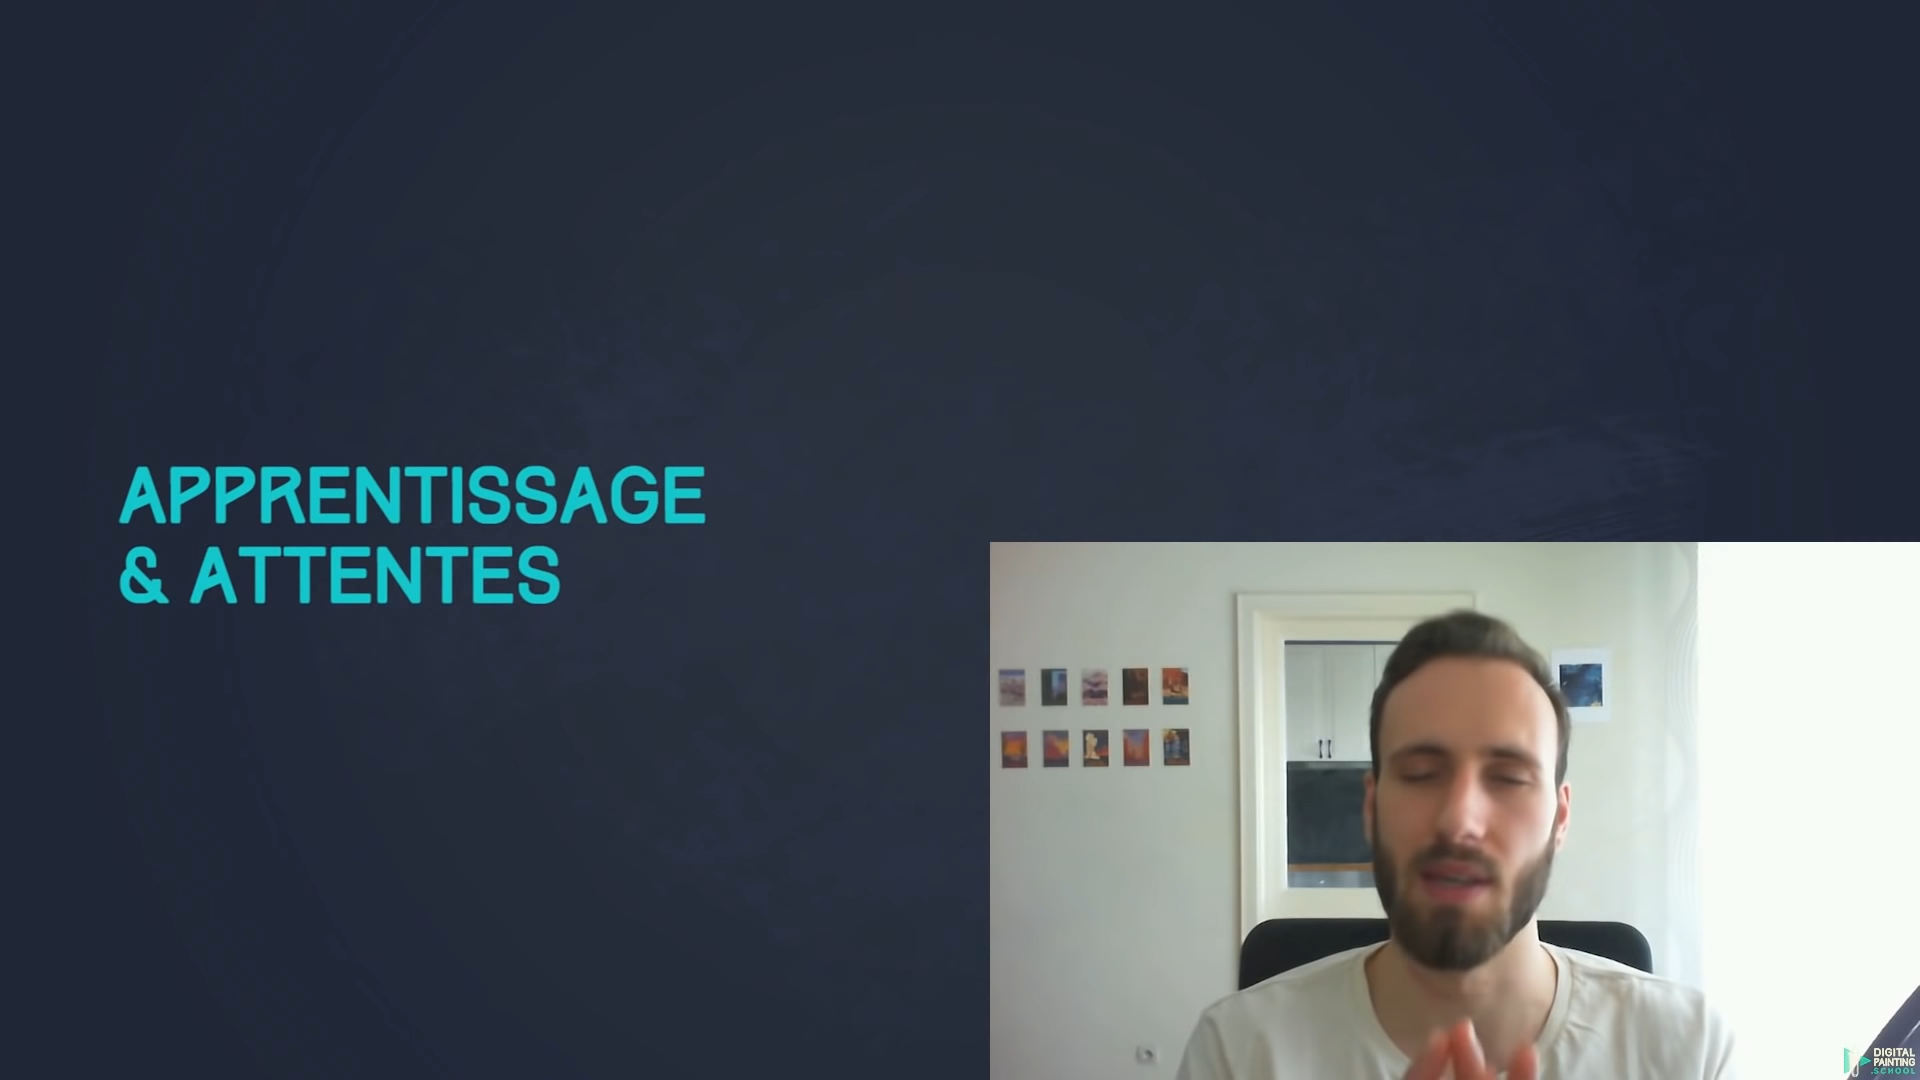 APPRENTISSAGE
& ATTENTES
DIGITAL
PAINTING
.SCHOOL